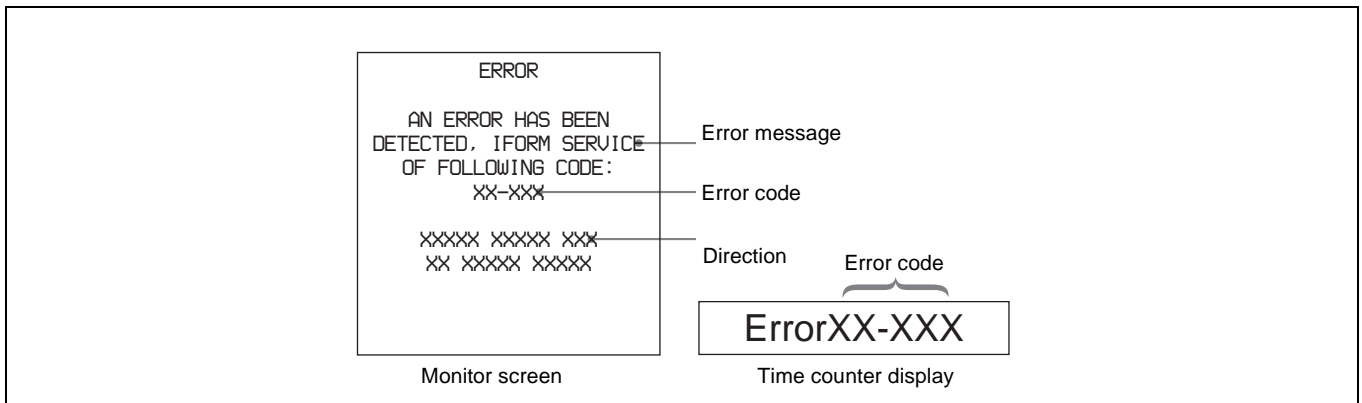 ERROR
AN ERROR HAS BEEN
DETECTED, IFORM SERVICE
OF FOLLOWING CODE:
XX-XXX
XXXXX XXXXX XXX
XX XXXXX XXXXX
Error message
Error code
Direction
Error code
ErrorXX-XXX
Monitor screen
Time counter display